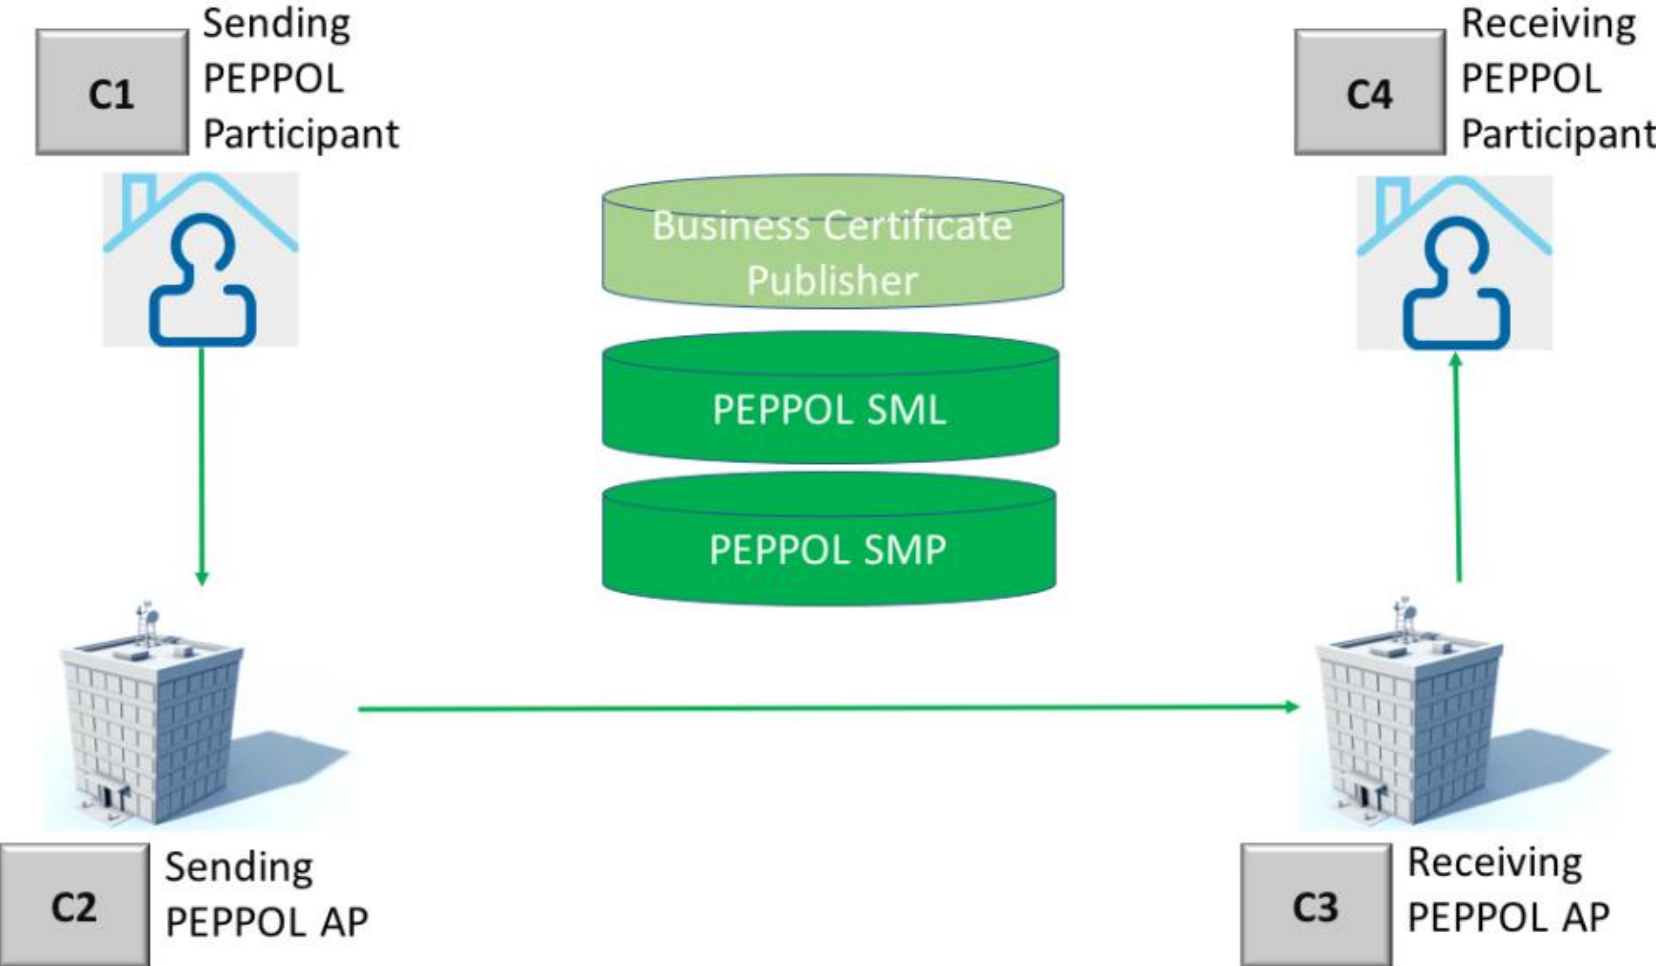 C1
Sending
PEPPOL
Participant
C4
Receiving
PEPPOL
Participant
Business Certificate
Publisher
PEPPOL SML
PEPPOL SMP
C2
Sending
PEPPOL AP
C3
Receiving
PEPPOL AP